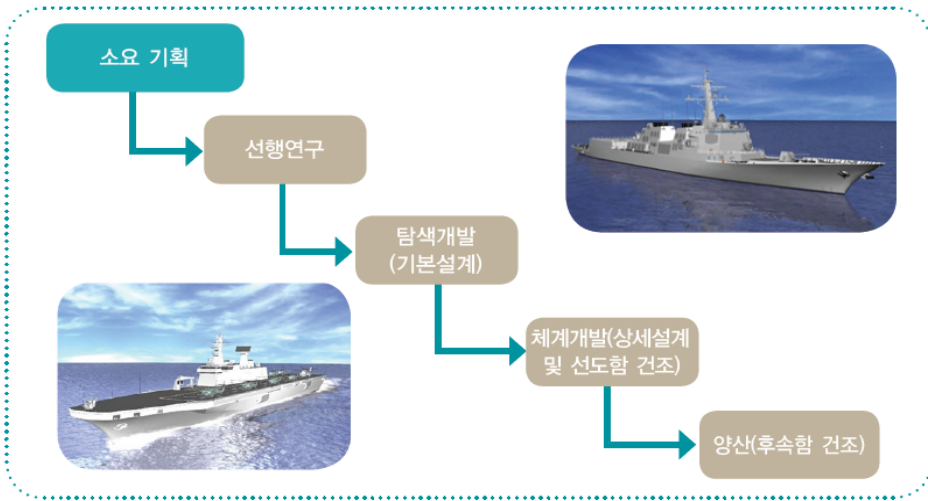 소요 기획
선행연구
탐색개발
(기본설계)
체계개발(상세설계
및 선도함 건조)
양산(후속함 건조)